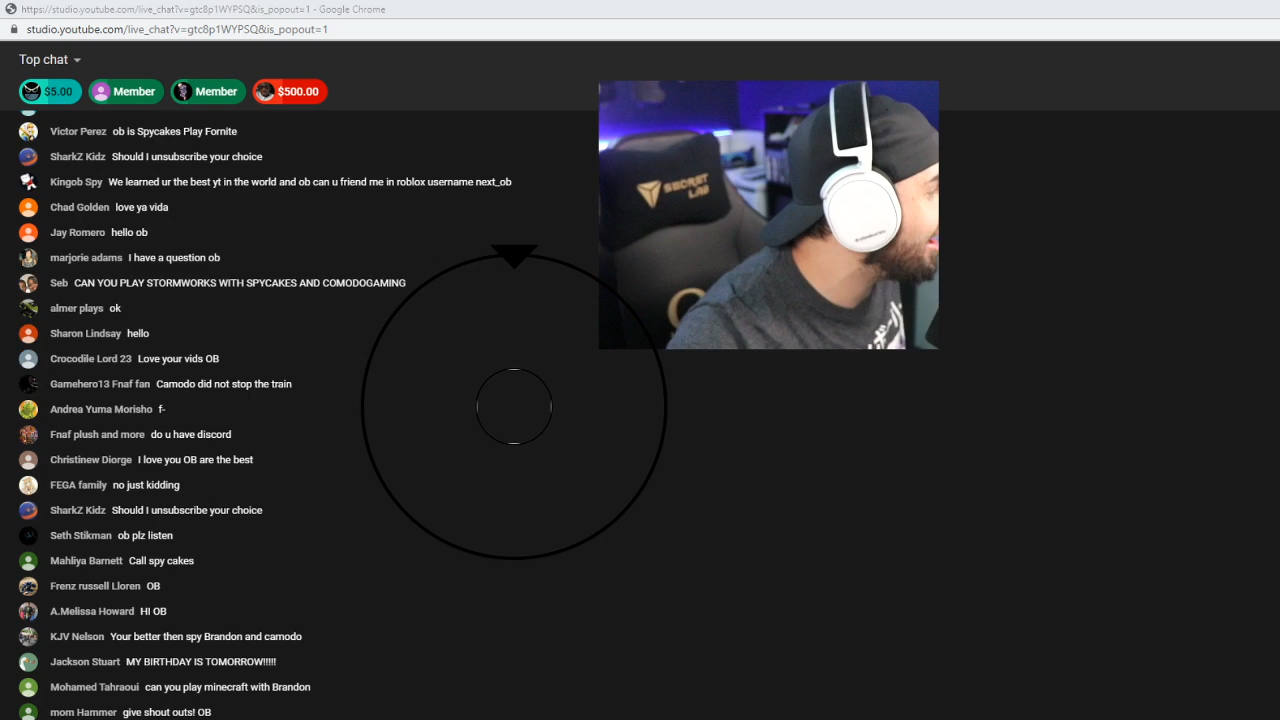 https://studio.youtube.com/live_chat?v=gtc8p1WYPSQ&is_popout=1 - Google Chrome
studio.youtube.com/live_chat?v=gtc8p1WYPSQ&is_popout=1
Top chat
$5.00 Member Member $500.00
Victor Perez ob is Spycakes Play Fornite
SharkZ Kidz Should I unsubscribe your choice
Kingob Spy We learned ur the best yt in the world and ob can u friend me in roblox username next_ob
Chad Golden love ya vida
Jay Romero hello ob
marjorie adams I have a question ob
Seb CAN YOU PLAY STORMWORKS WITH SPYCAKES AND COMODOGAMING
almer plays ok
Sharon Lindsay hello
Crocodile Lord 23 Love your vids OB
Gamehero13 Fnaf fan Camodo did not stop the train
Andrea Yuma Morisho f-
Fnaf plush and more do u have discord
Christinew Diorge I love you OB are the best
FEGA family no just kidding
SharkZ Kidz Should I unsubscribe your choice
Seth Stikman ob plz listen
Mahliya Barnett Call spy cakes
Frenz russell Lloren OB
A.Melissa Howard HI OB
KJV Nelson Your better then spy Brandon and camodo
Jackson Stuart MY BIRTHDAY IS TOMORROW!!!!!
Mohamed Tahraoui can you play minecraft with Brandon
mom Hammer give shout outs! OB
SECRET
LAB